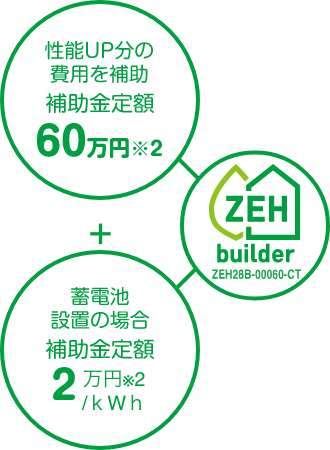 性能UP分の
費用を補助
補助金定額
60万円※2
+
ZEH
builder
ZEH28B-00060-CT
蓄電池
設置の場合
補助金定額
2万円※2
/kWh